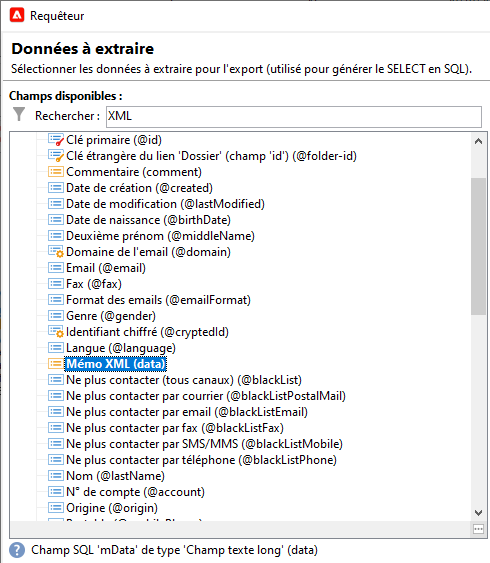 Requêteur
Données à extraire
Sélectionner les données à extraire pour l'export (utilisé pour générer le SELECT en SQL).
Champs disponibles :
Rechercher : XML
Clé primaire (@id)
Clé étrangère du lien 'Dossier' (champ 'id') (@folder-id)
Commentaire (comment)
Date de création (@created)
Date de modification (@lastModified)
Date de naissance (@birthDate)
Deuxième prénom (@middleName)
Domaine de l'email (@domain)
Email (@email)
Fax (@fax)
Format des emails (@emailFormat)
Genre (@gender)
Identifiant chiffré (@cryptedId)
Langue (@language)
Mémo XML (data)
Ne plus contacter (tous canaux) (@blackList)
Ne plus contacter par courrier (@blackListPostalMail)
Ne plus contacter par email (@blackListEmail)
Ne plus contacter par fax (@blackListFax)
Ne plus contacter par SMS/MMS (@blackListMobile)
Ne plus contacter par téléphone (@blackListPhone)
Nom (@lastName)
N° de compte (@account)
Origine (@origin)
Champ SQL 'mData' de type 'Champ texte long' (data)